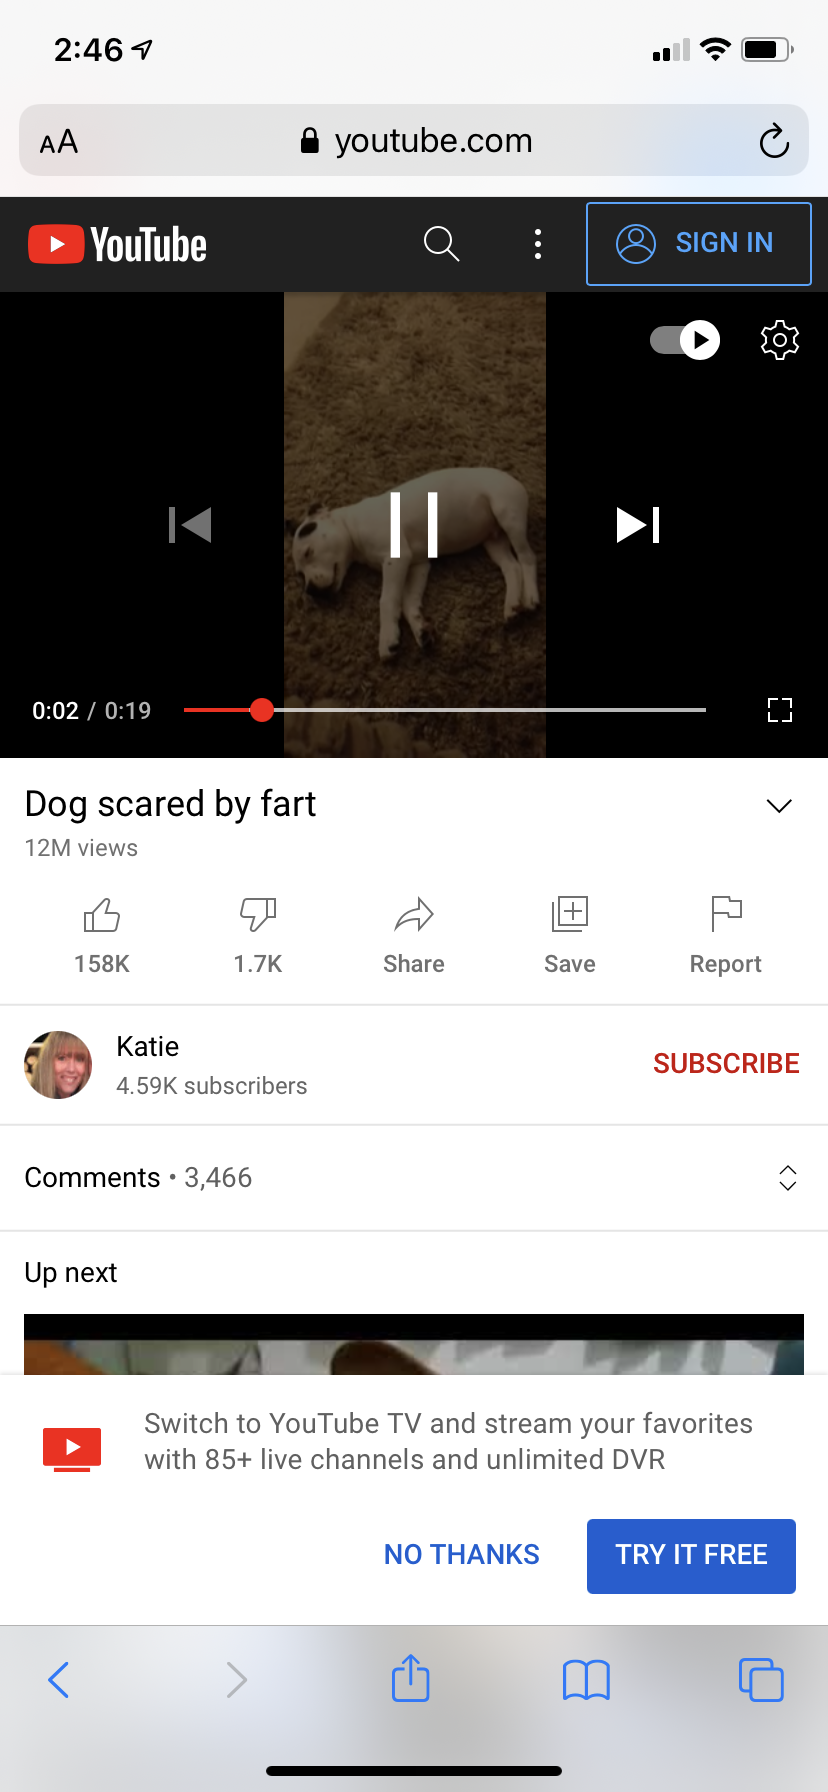 2:46
AA youtube.com
YouTube SIGN IN
0:02 / 0:19
Dog scared by fart
12M views
158K 1.7K Share Save Report
Katie
4.59K subscribers
SUBSCRIBE
Comments • 3,466
Up next
Switch to YouTube TV and stream your favorites
with 85+ live channels and unlimited DVR
NO THANKS TRY IT FREE